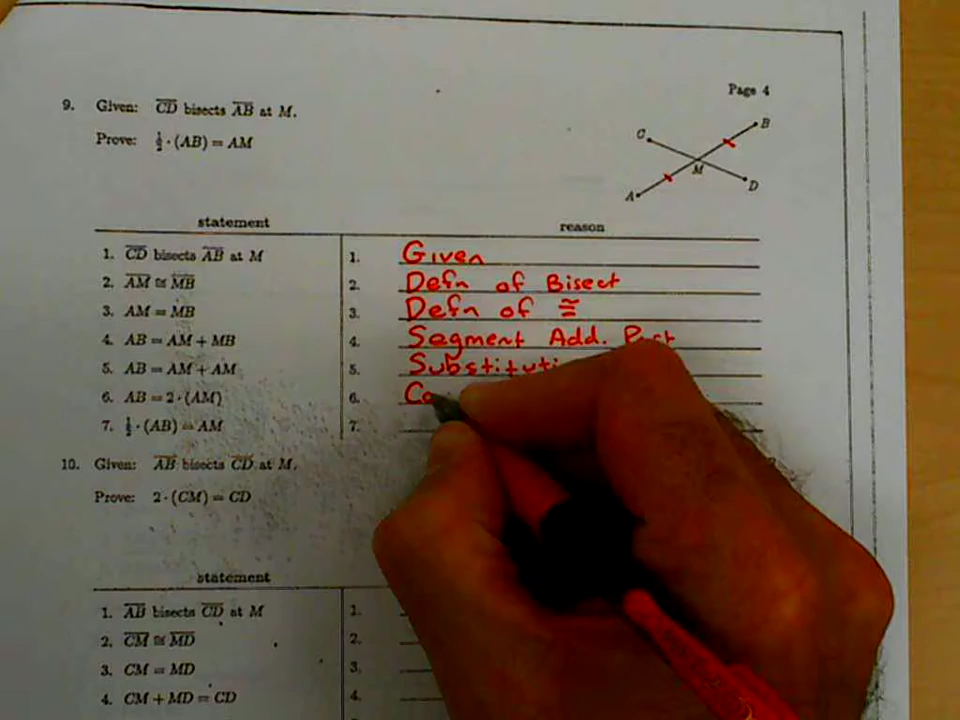 Page 4
9. Given: CD bisects AB at M.
Prove: ½ · (AB) = AM
C
B
M
A
D
statement
reason
1. CD bisects AB at M
1. Given
2. AM ≅ MB
2. Defn of Bisect
3. AM = MB
3. Defn of ≅
4. AB = AM + MB
4. Segment Add. Post
5. AB = AM + AM
5.
6. AB = 2 · (AM)
6.
7. ½ · (AB) = AM
7.
10. Given: AB bisects CD at M.
Prove: 2 · (CM) = CD
statement
1. AB bisects CD at M
1.
2. CM ≅ MD
2.
3. CM = MD
3.
4. CM + MD = CD
4.